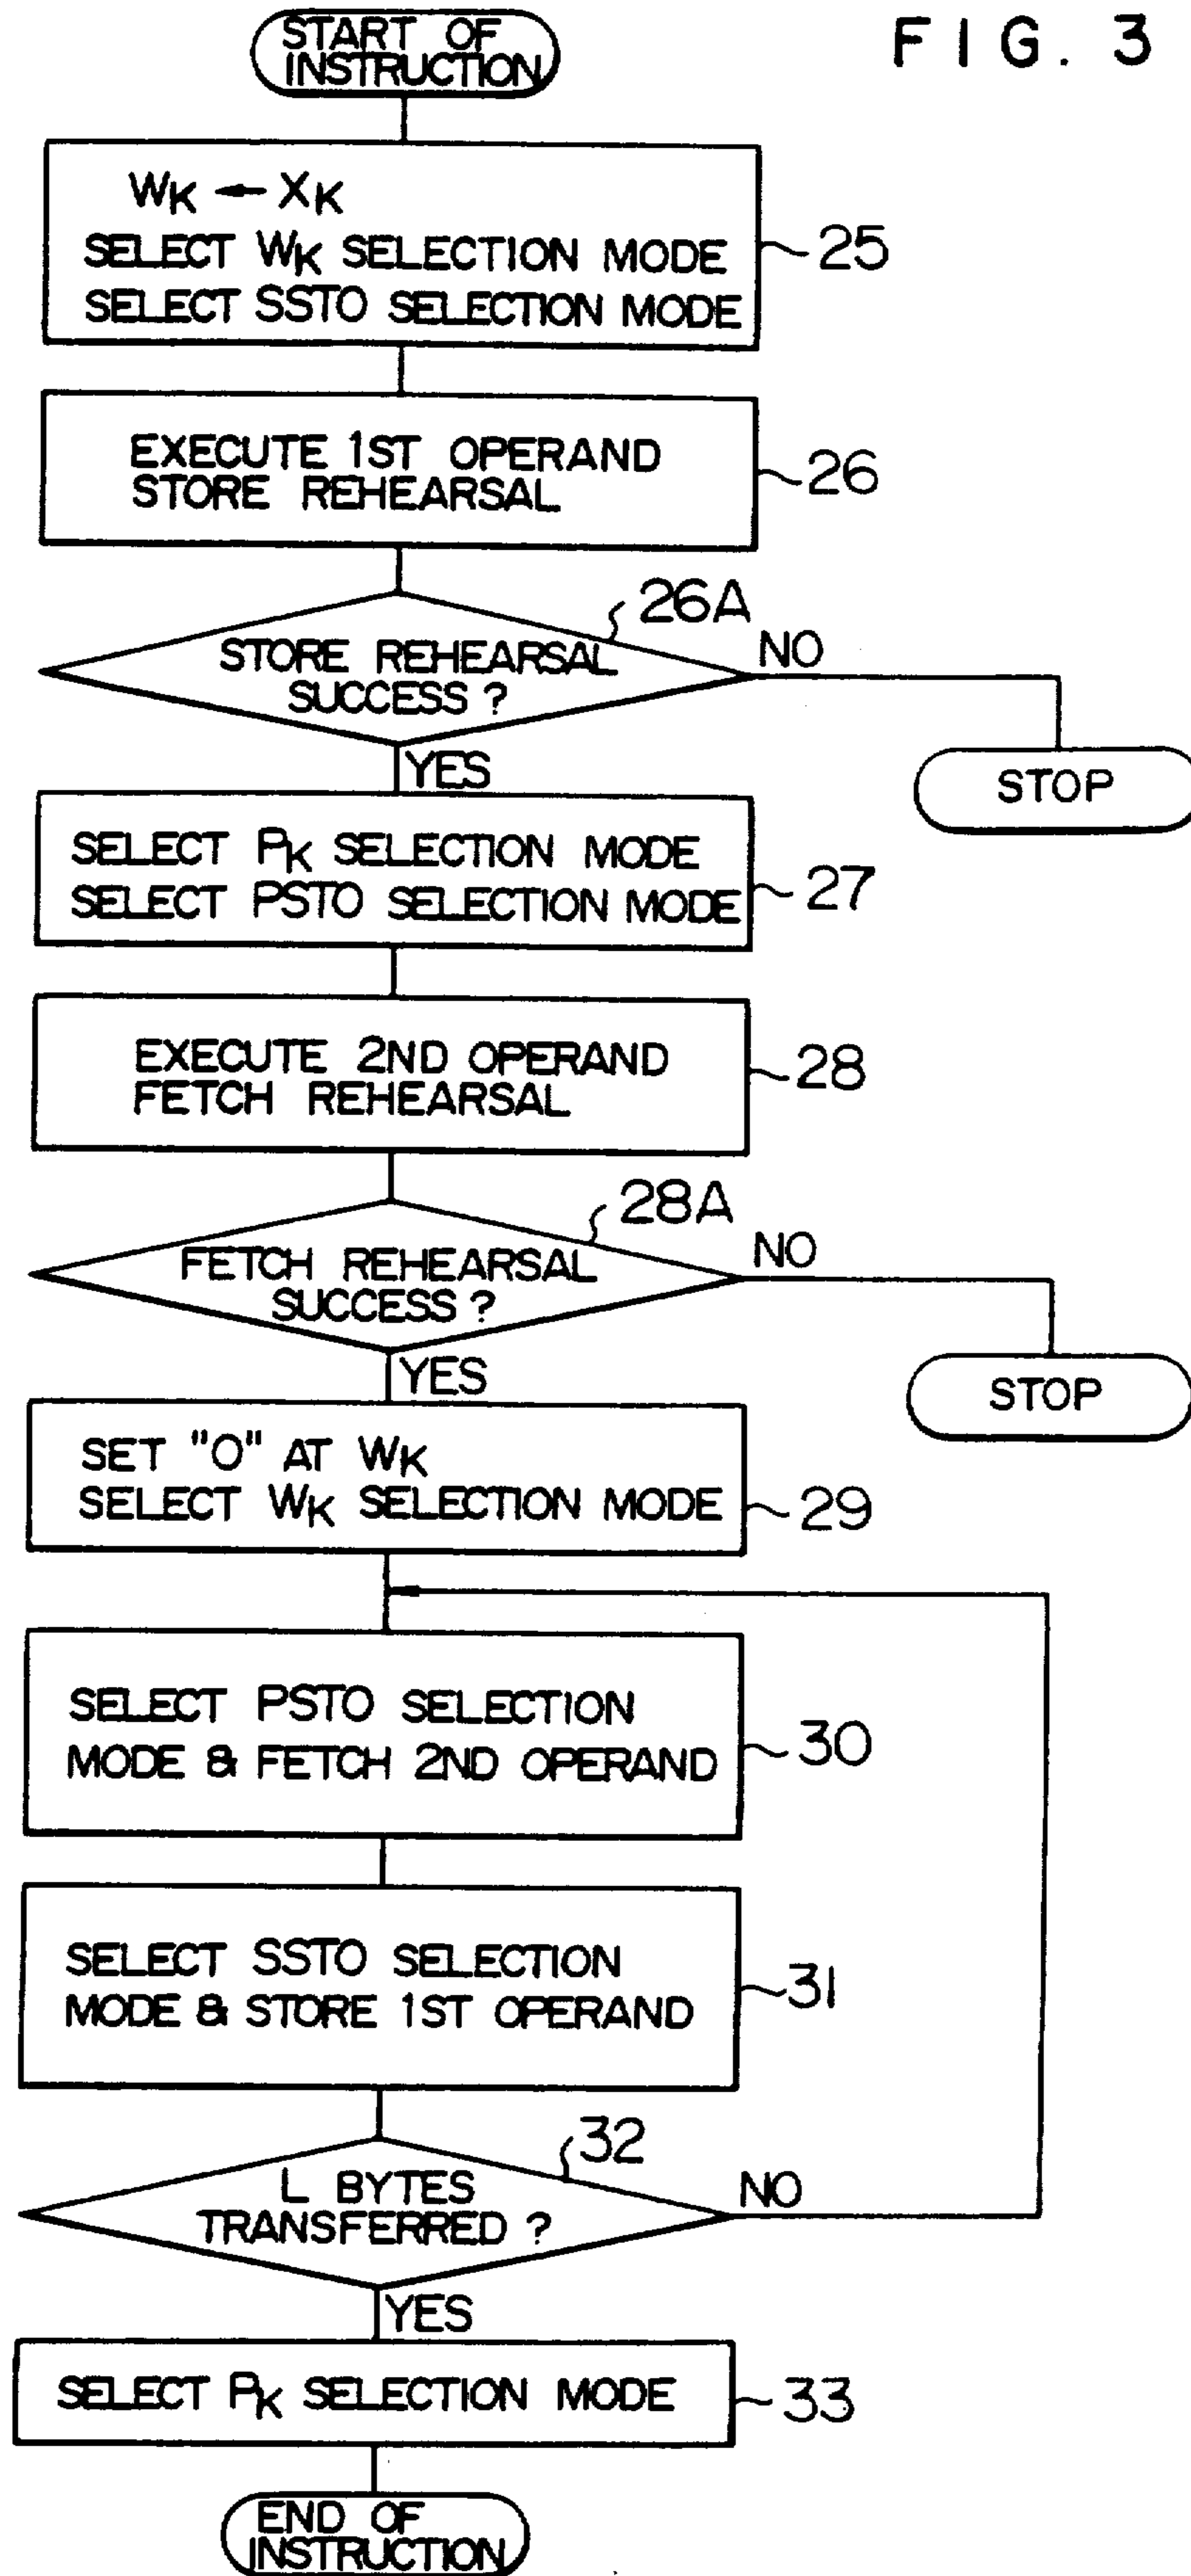 FIG. 3
START OF
INSTRUCTION
WK ← XK
SELECT WK SELECTION MODE
SELECT SSTO SELECTION MODE
25
EXECUTE 1ST OPERAND
STORE REHEARSAL
26
26A
STORE REHEARSAL
SUCCESS ?
NO
STOP
YES
SELECT PK SELECTION MODE
SELECT PSTO SELECTION MODE
27
EXECUTE 2ND OPERAND
FETCH REHEARSAL
28
28A
FETCH REHEARSAL
SUCCESS ?
NO
STOP
YES
SET "0" AT WK
SELECT WK SELECTION MODE
29
SELECT PSTO SELECTION
MODE & FETCH 2ND OPERAND
30
SELECT SSTO SELECTION
MODE & STORE 1ST OPERAND
31
32
L BYTES
TRANSFERRED ?
NO
YES
SELECT PK SELECTION MODE
33
END OF
INSTRUCTION